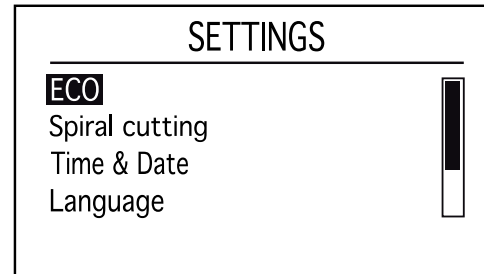 SETTINGS
ECO
Spiral cutting
Time & Date
Language